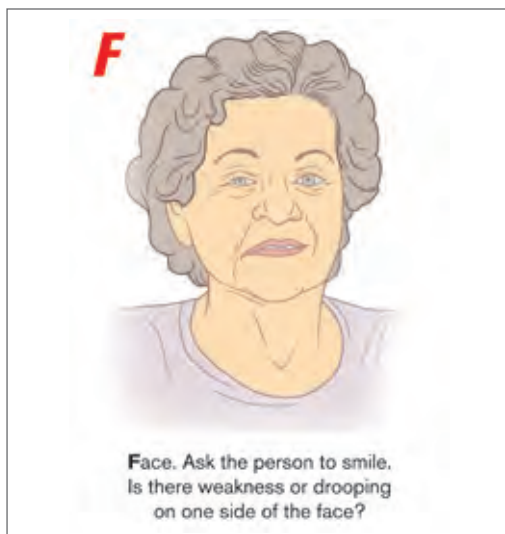 F
Face. Ask the person to smile.
Is there weakness or drooping
on one side of the face?